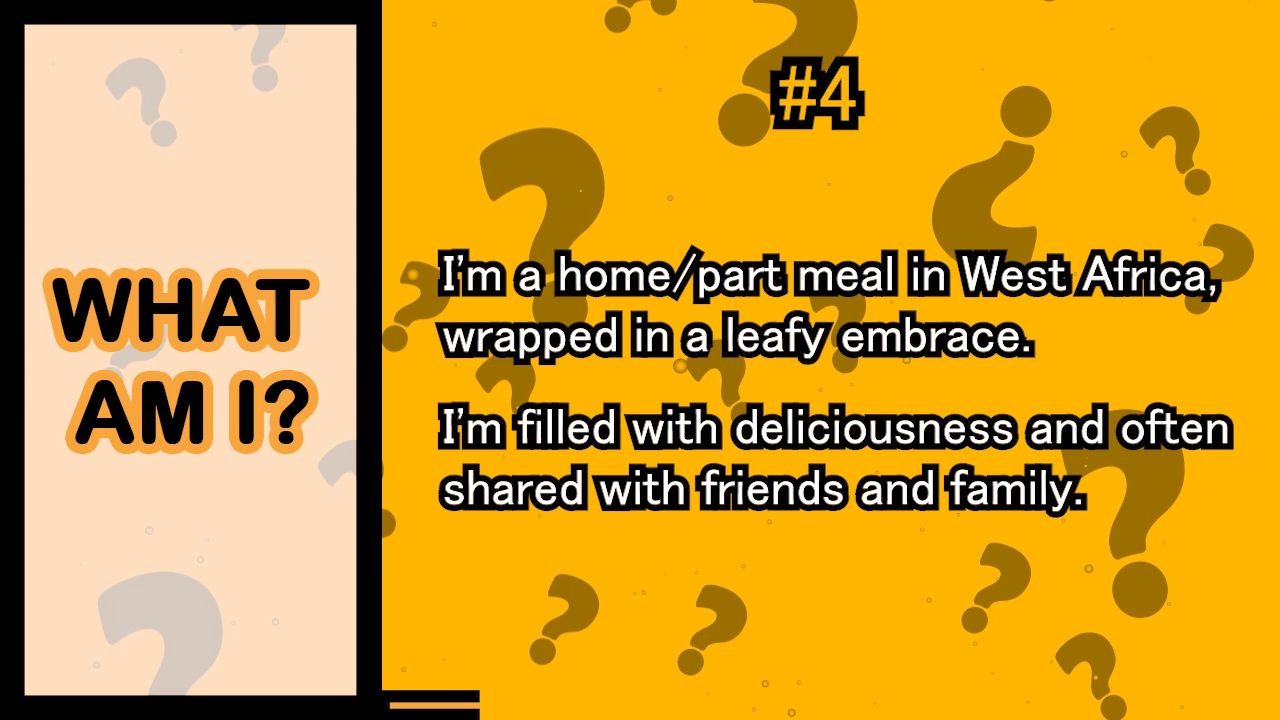 WHAT
AM I?
#4
I'm a home/part meal in West Africa,
wrapped in a leafy embrace.
I'm filled with deliciousness and often
shared with friends and family.